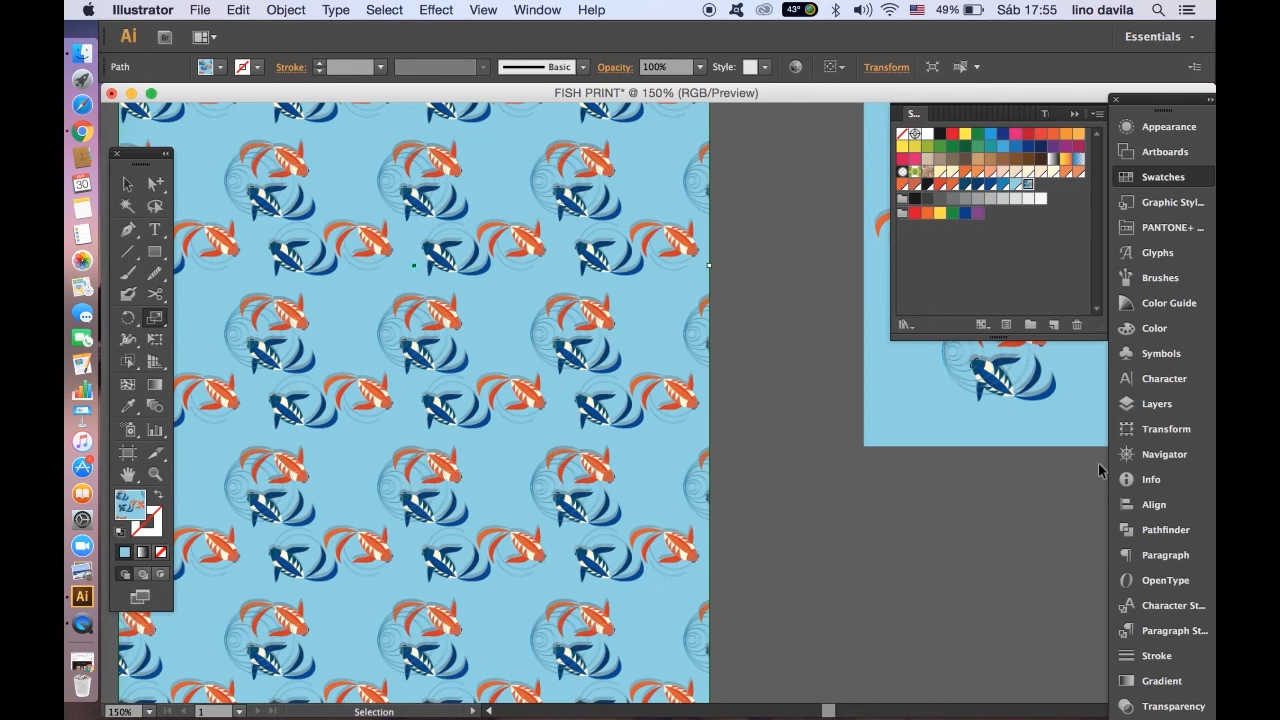 Illustrator File Edit Object Type Select Effect View Window Help 43° 49% Sáb 17:55 lino davila
Ai Br Essentials
Path Stroke: Basic Opacity: 100% Style: Transform
FISH PRINT* @ 150% (RGB/Preview)
S...
Appearance
Artboards
Swatches
Graphic Styl...
PANTONE+ ...
Glyphs
Brushes
Color Guide
Color
Symbols
Character
Layers
Transform
Navigator
Info
Align
Pathfinder
Paragraph
OpenType
Character St...
Paragraph St...
Stroke
Gradient
Transparency
30
Ai
150% 1 Selection